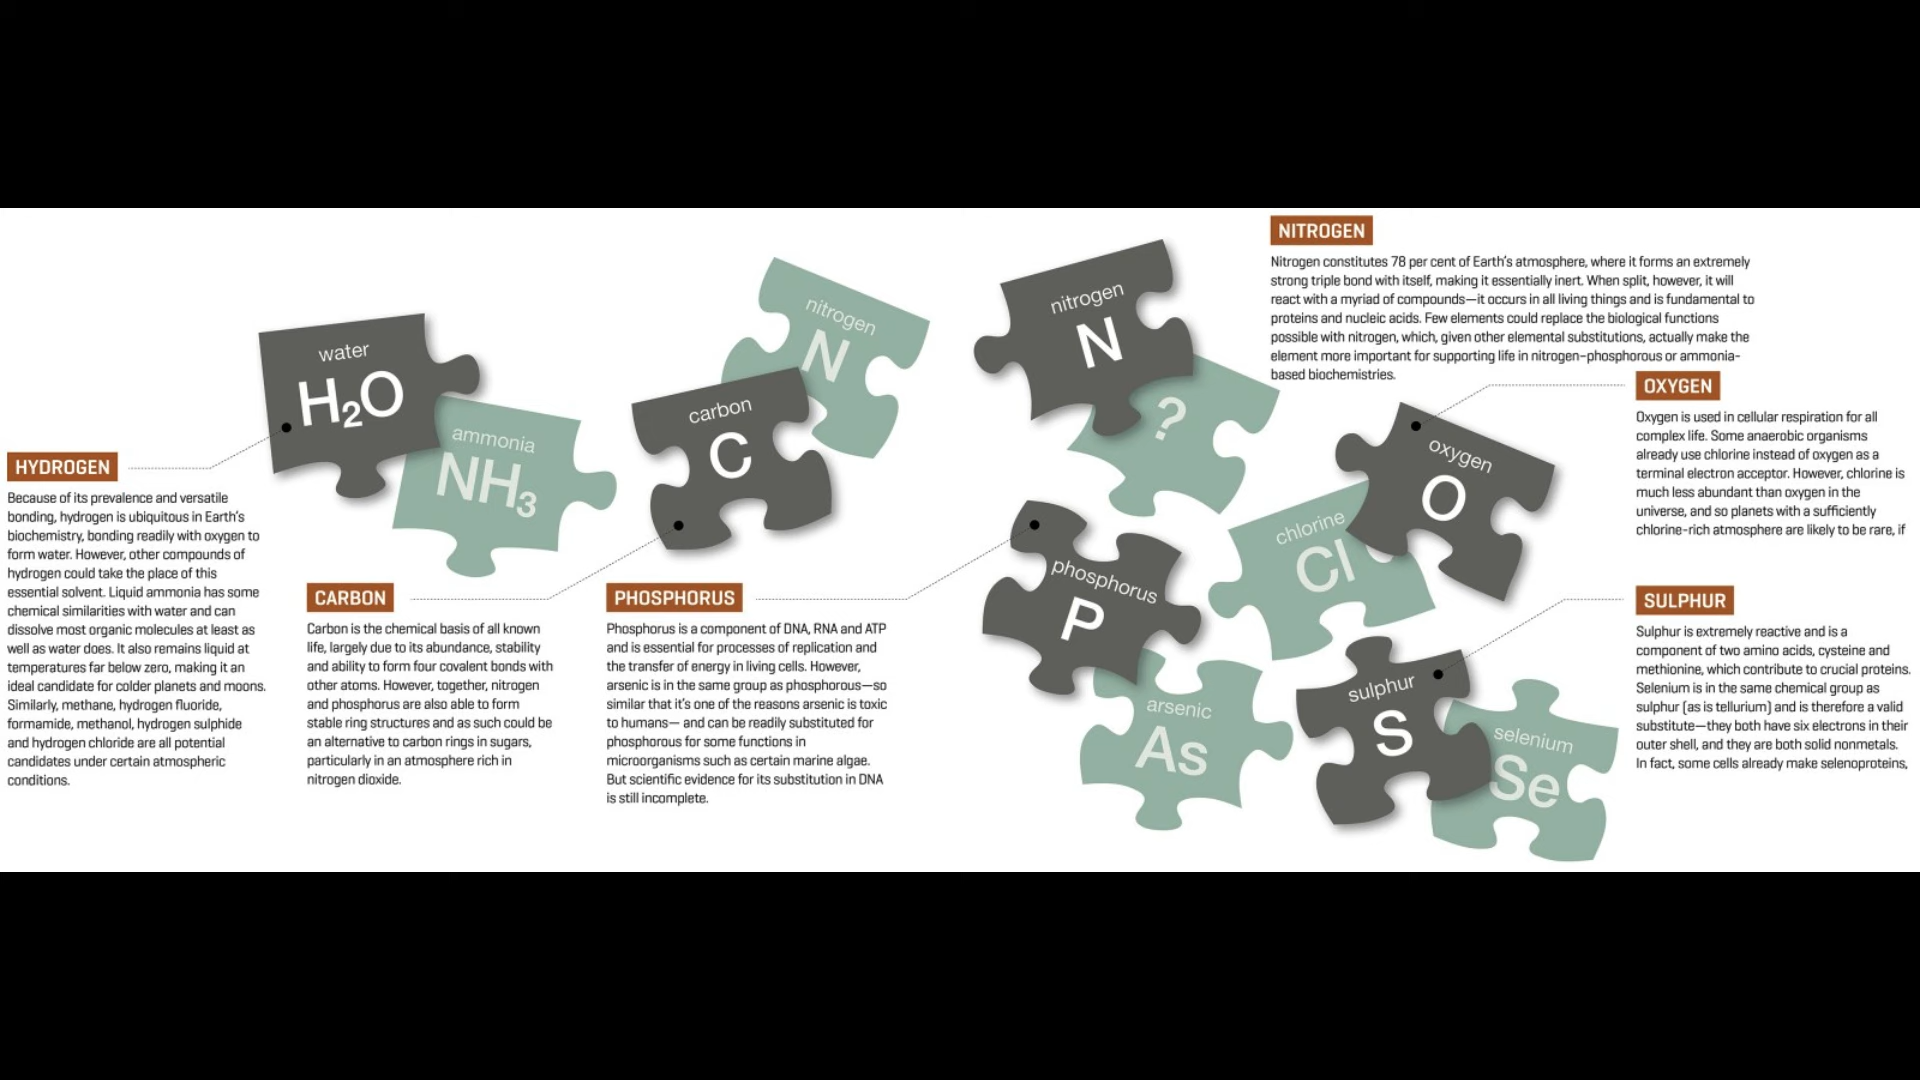 water
H2O
ammonia
NH3
HYDROGEN
Because of its prevalence and versatile
bonding, hydrogen is ubiquitous in Earth's
biochemistry, bonding readily with oxygen to
form water. However, other compounds of
hydrogen could take the place of this
essential solvent. Liquid ammonia has some
chemical similarities with water and can
dissolve most organic molecules at least as
well as water does. It also remains liquid at
temperatures far below zero, making it an
ideal candidate for colder planets and moons.
Similarly, methane, hydrogen fluoride,
formamide, methanol, hydrogen sulphide
and hydrogen chloride are all potential
candidates under certain atmospheric
conditions.
nitrogen
N
carbon
C
CARBON
Carbon is the chemical basis of all known
life, largely due to its abundance, stability
and ability to form four covalent bonds with
other atoms. However, together, nitrogen
and phosphorus are also able to form
stable ring structures and as such could be
an alternative to carbon rings in sugars,
particularly in an atmosphere rich in
nitrogen dioxide.
PHOSPHORUS
Phosphorus is a component of DNA, RNA and ATP
and is essential for processes of replication and
the transfer of energy in living cells. However,
arsenic is in the same group as phosphorous—so
similar that it's one of the reasons arsenic is toxic
to humans— and can be readily substituted for
phosphorous for some functions in
microorganisms such as certain marine algae.
But scientific evidence for its substitution in DNA
is still incomplete.
nitrogen
N
?
phosphorus
P
arsenic
As
NITROGEN
Nitrogen constitutes 78 per cent of Earth's atmosphere, where it forms an extremely
strong triple bond with itself, making it essentially inert. When split, however, it will
react with a myriad of compounds—it occurs in all living things and is fundamental to
proteins and nucleic acids. Few elements could replace the biological functions
possible with nitrogen, which, given other elemental substitutions, actually make the
element more important for supporting life in nitrogen-phosphorous or ammonia-
based biochemistries.
oxygen
O
chlorine
Cl
OXYGEN
Oxygen is used in cellular respiration for all
complex life. Some anaerobic organisms
already use chlorine instead of oxygen as a
terminal electron acceptor. However, chlorine is
much less abundant than oxygen in the
universe, and so planets with a sufficiently
chlorine-rich atmosphere are likely to be rare, if
sulphur
S
selenium
Se
SULPHUR
Sulphur is extremely reactive and is a
component of two amino acids, cysteine and
methionine, which contribute to crucial proteins.
Selenium is in the same chemical group as
sulphur (as is tellurium) and is therefore a valid
substitute—they both have six electrons in their
outer shell, and they are both solid nonmetals.
In fact, some cells already make selenoproteins,